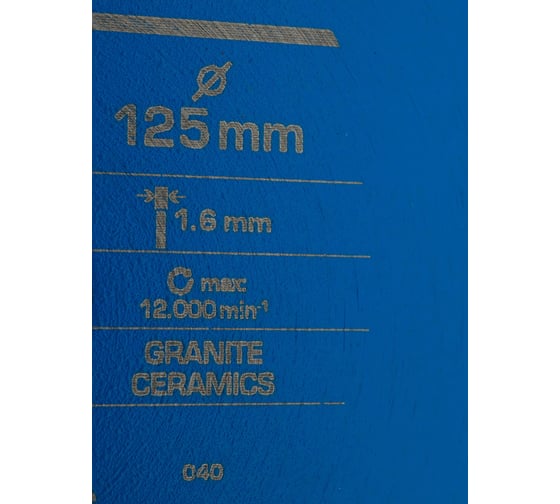 Ø
125 mm
1.6 mm
max:
12.000 min⁻¹
GRANITE
CERAMICS
040